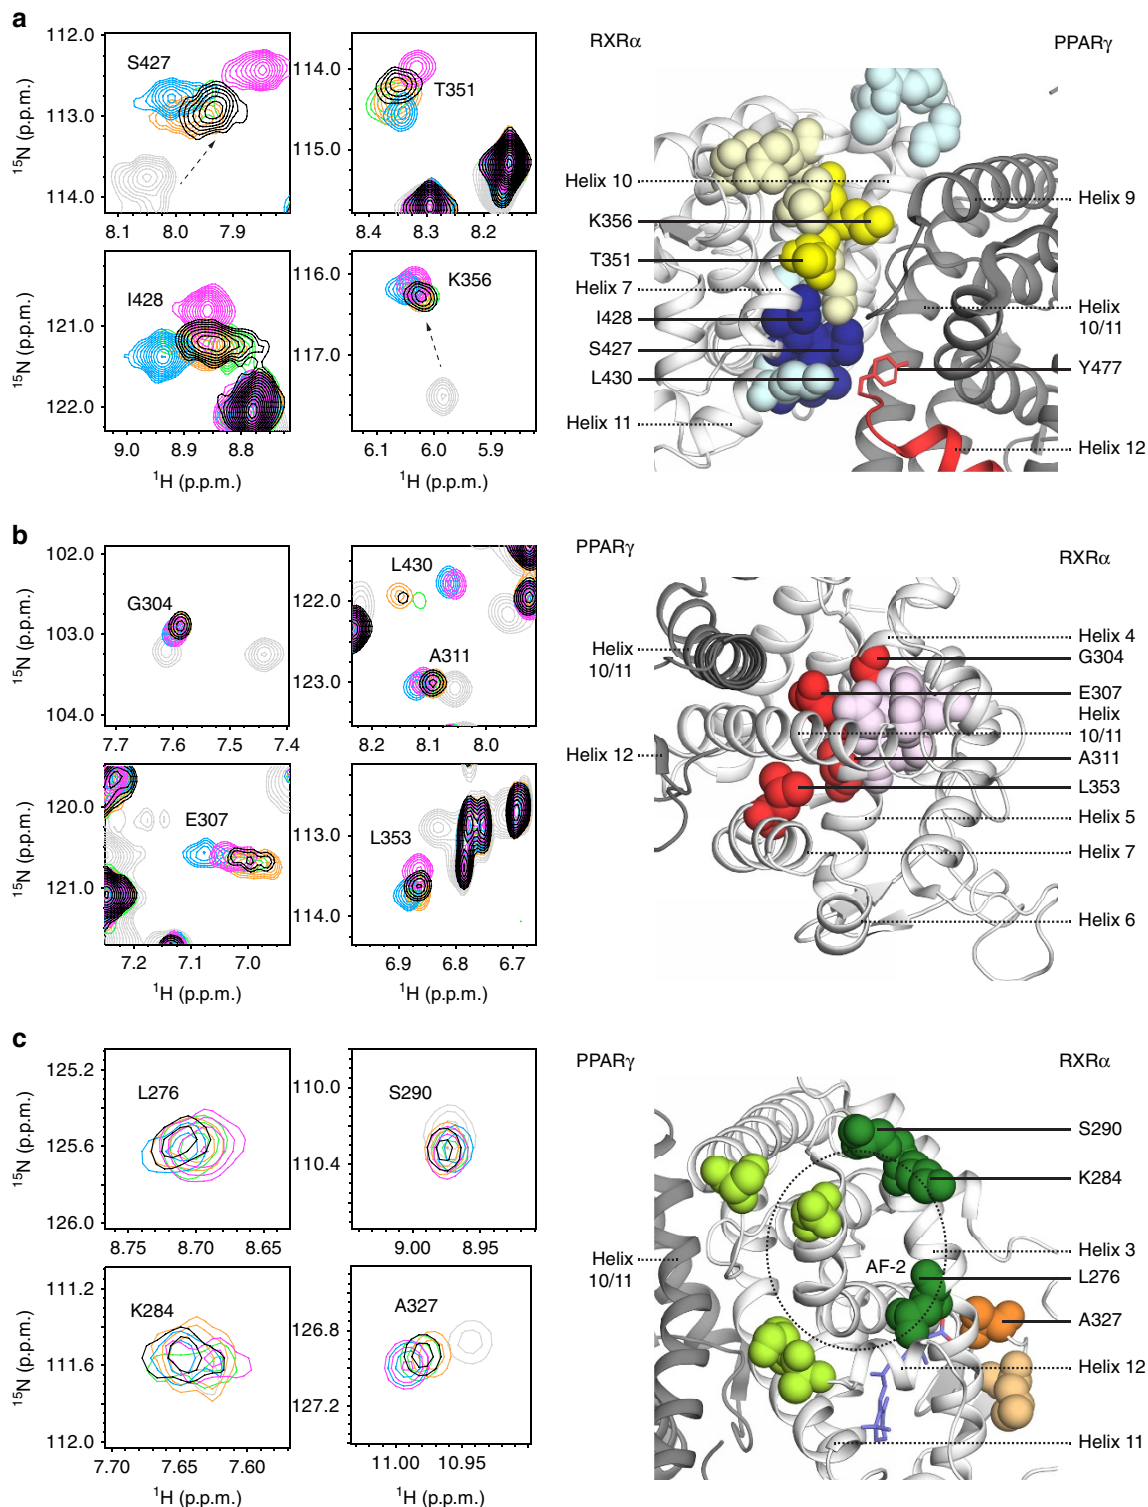 a
112.0
113.0
114.0
15N (p.p.m.)
S427
8.1 8.0 7.9
114.0
115.0
T351
8.4 8.3 8.2
121.0
122.0
15N (p.p.m.)
I428
9.0 8.9 8.8
1H (p.p.m.)
116.0
117.0
K356
6.1 6.0 5.9
1H (p.p.m.)
RXRα
PPARγ
Helix 10
K356
T351
Helix 7
I428
S427
L430
Helix 11
Helix 9
Helix
10/11
Y477
Helix 12
b
102.0
103.0
104.0
15N (p.p.m.)
G304
7.7 7.6 7.5 7.4
122.0
123.0
L430
A311
8.2 8.1 8.0
120.0
121.0
15N (p.p.m.)
E307
7.2 7.1 7.0
1H (p.p.m.)
113.0
114.0
L353
6.9 6.8 6.7
1H (p.p.m.)
PPARγ
RXRα
Helix
10/11
Helix 12
Helix 4
G304
E307
Helix
10/11
A311
L353
Helix 5
Helix 7
Helix 6
c
125.2
125.6
126.0
15N (p.p.m.)
L276
8.75 8.70 8.65
110.0
110.4
S290
9.00 8.95
111.2
111.6
112.0
15N (p.p.m.)
K284
7.70 7.65 7.60
1H (p.p.m.)
126.8
127.2
A327
11.00 10.95
1H (p.p.m.)
PPARγ
RXRα
Helix
10/11
AF-2
S290
K284
Helix 3
L276
A327
Helix 12
Helix 11